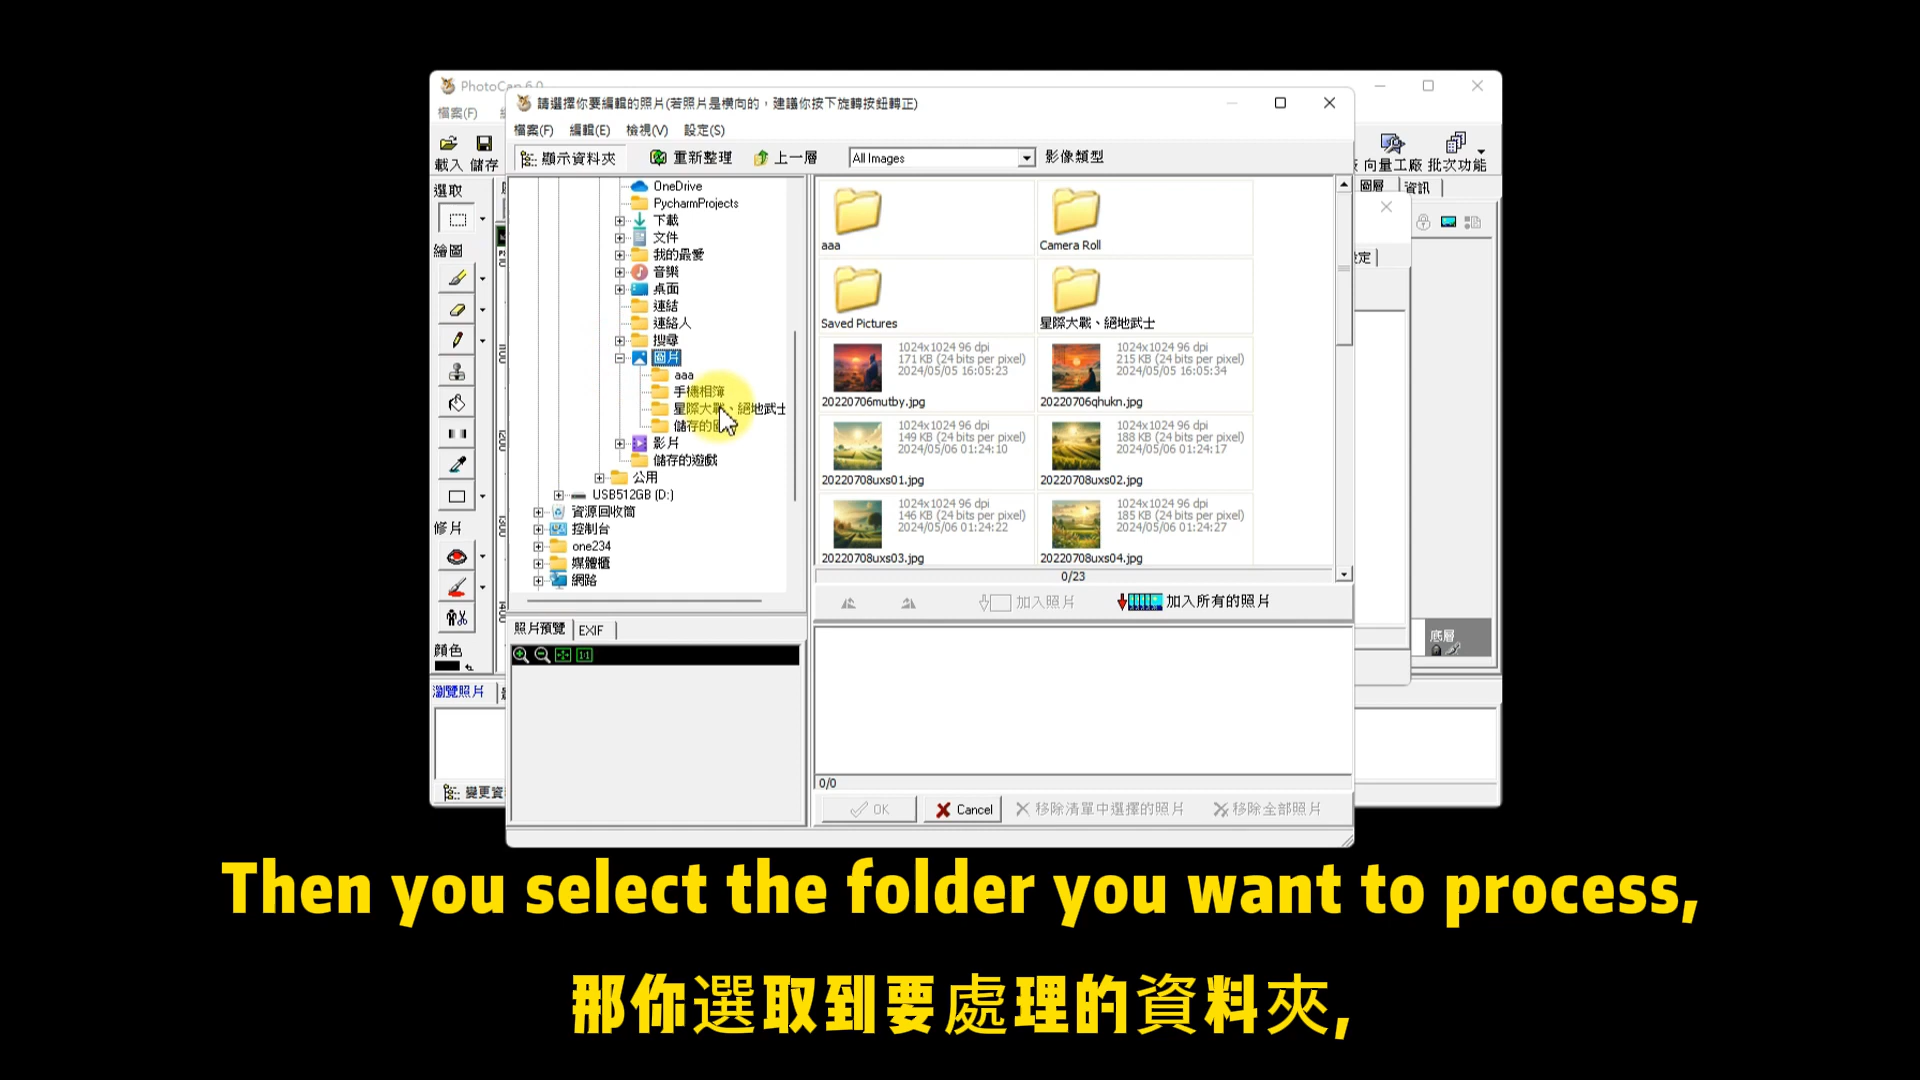 PhotoCap 6.0
檔案(F)
請選擇你要編輯的照片(若照片是橫向的，建議你按下旋轉按鈕轉正)
檔案(F) 編輯(E) 檢視(V) 設定(S)
載入 儲存
顯示資料夾 重新整理 上一層 All Images 影像類型
向量工廠 批次功能
選取
繪圖
修片
顏色
瀏覽照片
圖層 資訊
底層
OneDrive
PycharmProjects
下載
文件
我的最愛
音樂
桌面
連結
連絡人
搜尋
圖片
aaa
手機相簿
星際大戰、絕地武士
儲存的
影片
儲存的遊戲
公用
USB512GB (D:)
資源回收筒
控制台
one234
媒體櫃
網路
aaa
Camera Roll
Saved Pictures
星際大戰、絕地武士
1024x1024 96 dpi
171 KB (24 bits per pixel)
2024/05/05 16:05:23
20220706mutby.jpg
1024x1024 96 dpi
215 KB (24 bits per pixel)
2024/05/05 16:05:34
20220706qhukn.jpg
1024x1024 96 dpi
149 KB (24 bits per pixel)
2024/05/06 01:24:10
20220708uxs01.jpg
1024x1024 96 dpi
188 KB (24 bits per pixel)
2024/05/06 01:24:17
20220708uxs02.jpg
1024x1024 96 dpi
146 KB (24 bits per pixel)
2024/05/06 01:24:22
20220708uxs03.jpg
1024x1024 96 dpi
185 KB (24 bits per pixel)
2024/05/06 01:24:27
20220708uxs04.jpg
0/23
加入照片 加入所有的照片
照片預覽 EXIF
0/0
OK Cancel 移除清單中選擇的照片 移除全部照片
Then you select the folder you want to process,
那你選取到要處理的資料夾,